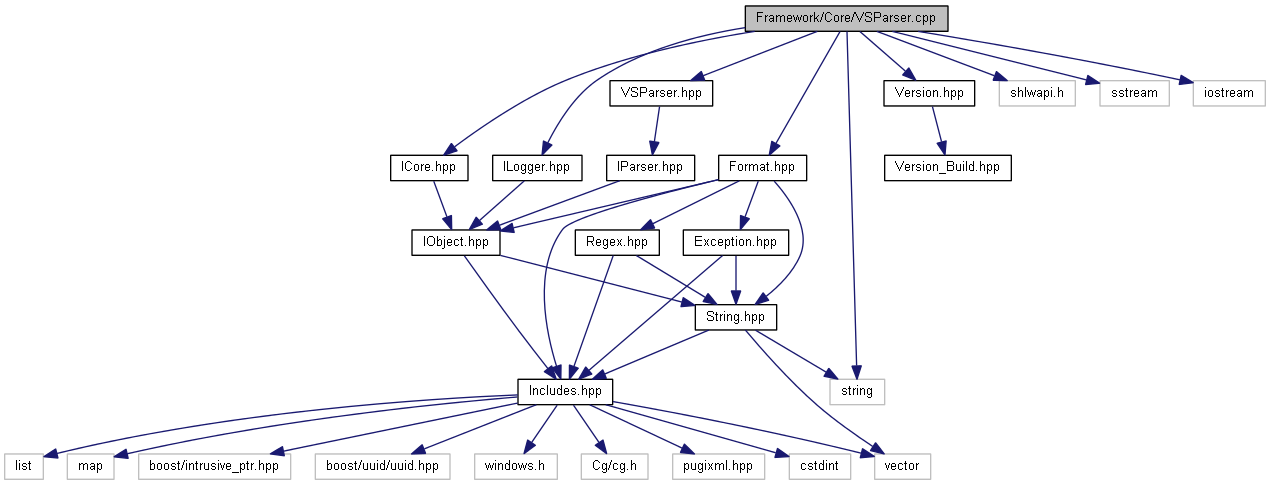 Framework/Core/VSParser.cpp
VSParser.hpp
Version.hpp
shlwapi.h
sstream
iostream
ICore.hpp
ILogger.hpp
IParser.hpp
Format.hpp
Version_Build.hpp
IObject.hpp
Regex.hpp
Exception.hpp
String.hpp
Includes.hpp
string
list
map
boost/intrusive_ptr.hpp
boost/uuid/uuid.hpp
windows.h
Cg/cg.h
pugixml.hpp
cstdint
vector